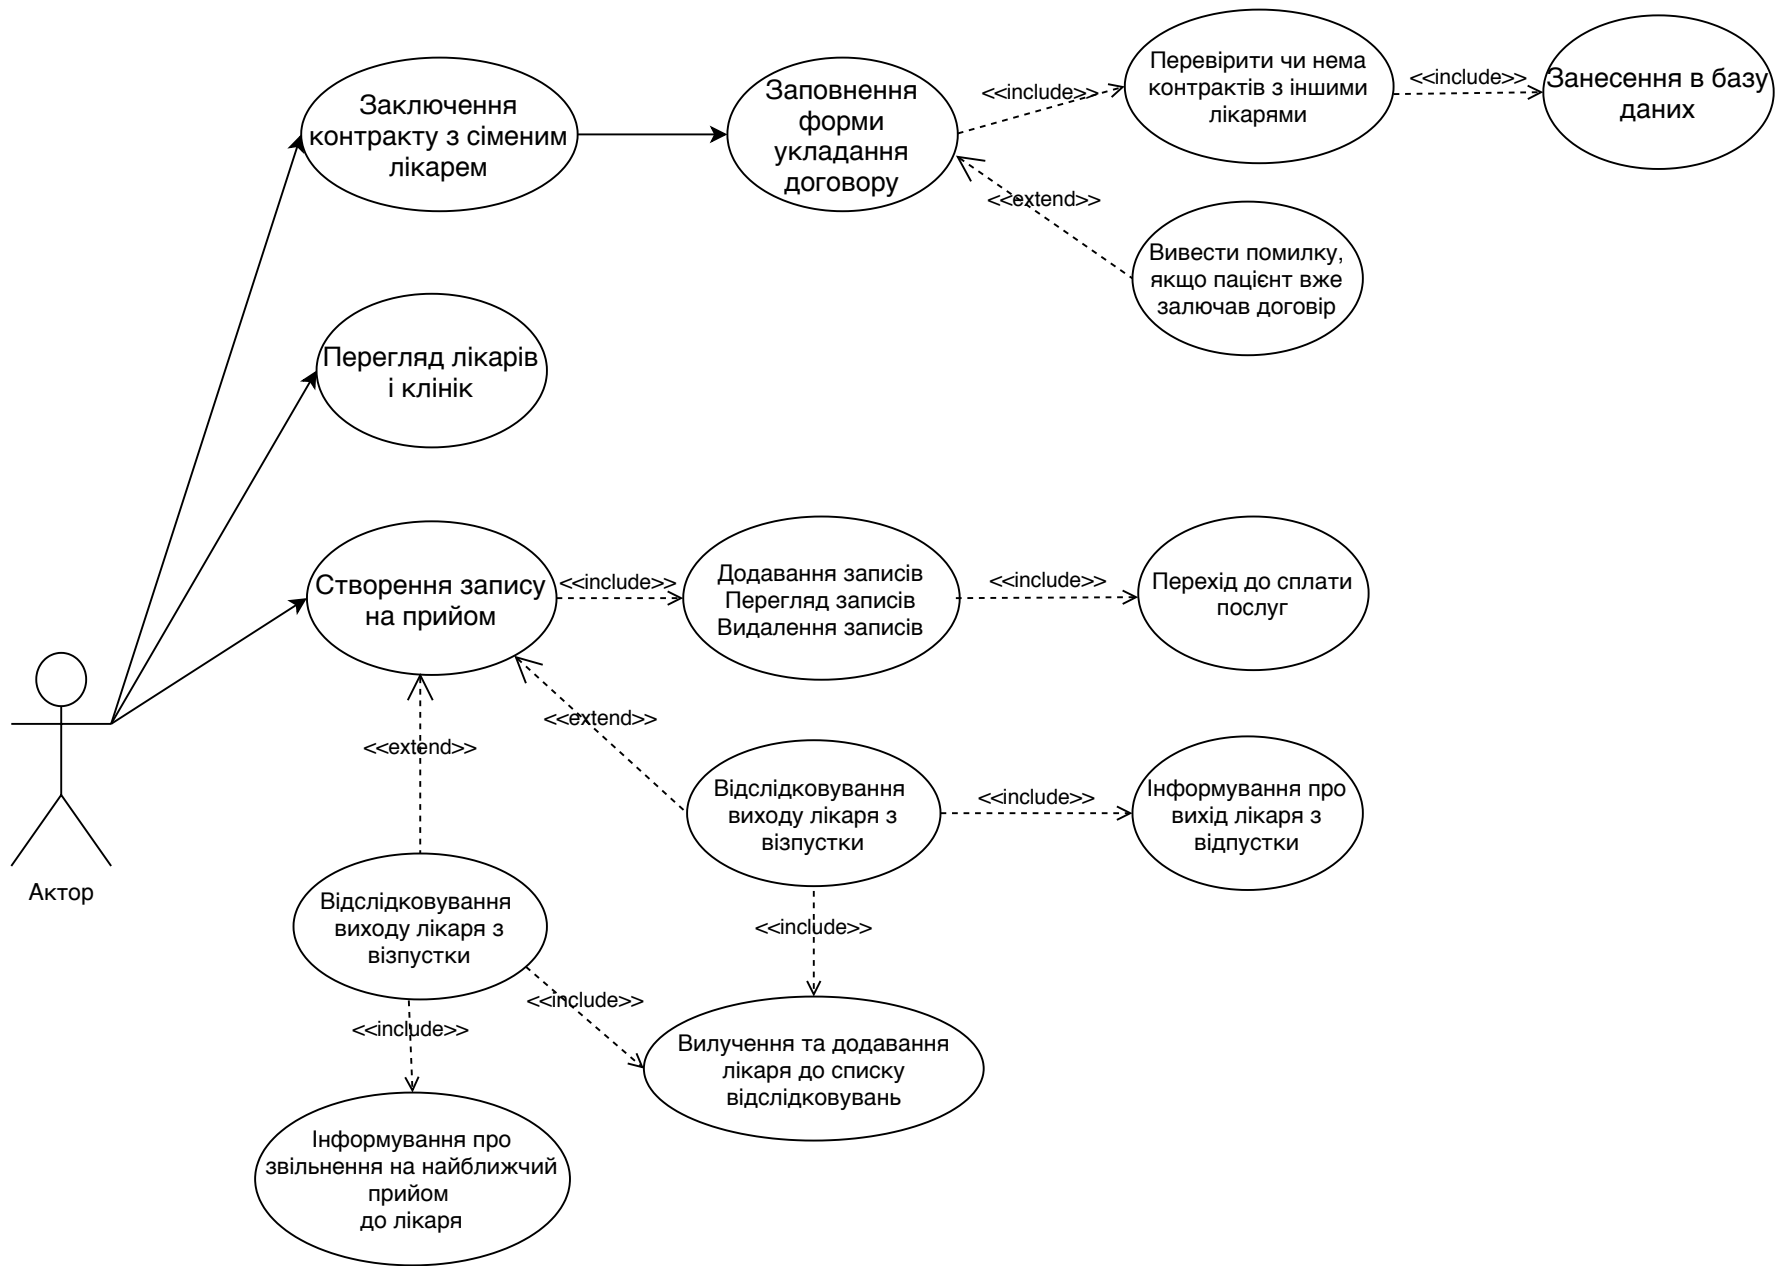 Заключення
контракту з сіменим
лікарем
Заповнення
форми
укладання
договору
<<include>>
Перевірити чи нема
контрактів з іншими
лікарями
<<include>>
Занесення в базу
даних
<<extend>>
Вивести помилку,
якщо пацієнт вже
залючав договір
Перегляд лікарів
і клінік
Створення запису
на прийом
<<include>>
Додавання записів
Перегляд записів
Видалення записів
<<include>>
Перехід до сплати
послуг
<<extend>>
<<extend>>
Відслідковування
виходу лікаря з
візпустки
<<include>>
Інформування про
вихід лікаря з
відпустки
Актор
Відслідковування
виходу лікаря з
візпустки
<<include>>
<<include>>
<<include>>
Вилучення та додавання
лікаря до списку
відслідковувань
Інформування про
звільнення на найближчий
прийом
до лікаря